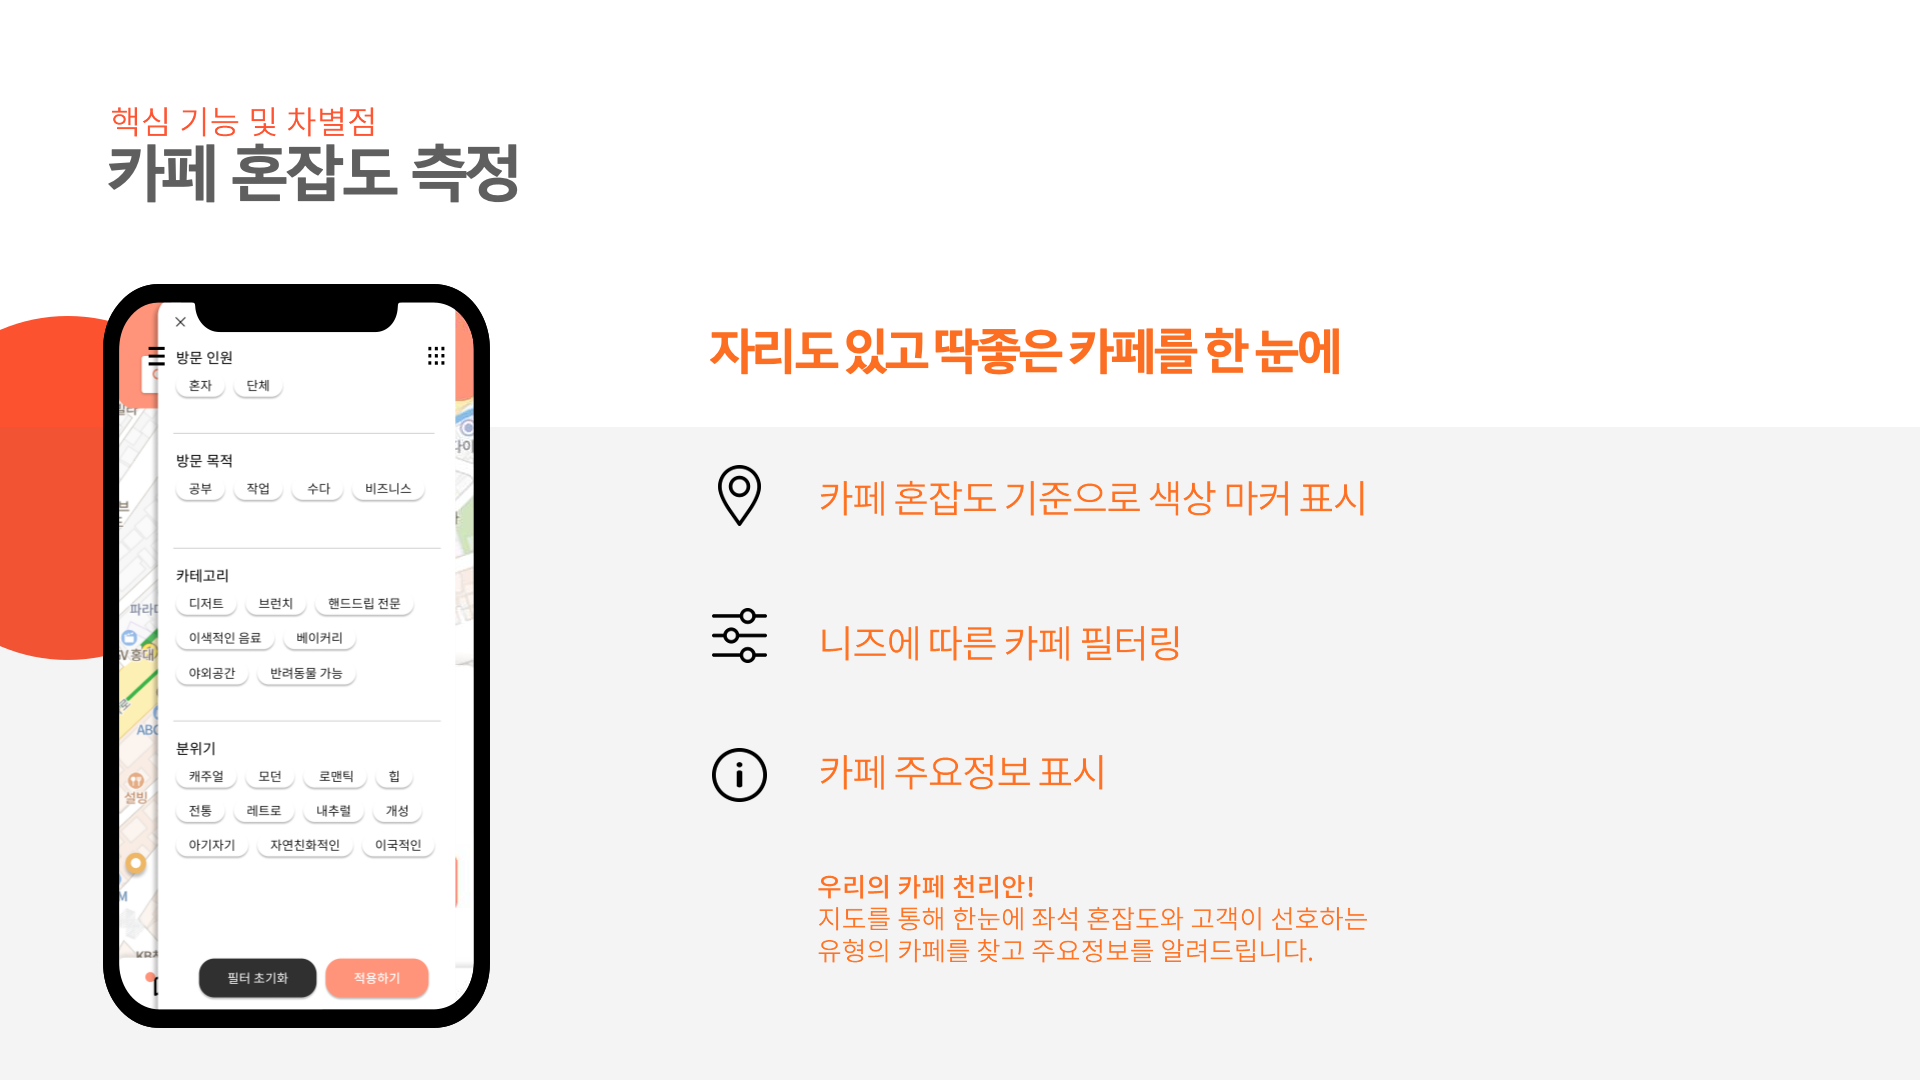 핵심 기능 및 차별점
카페 혼잡도 측정
방문 인원
혼자 단체
방문 목적
공부 작업 수다 비즈니스
카테고리
디저트 브런치 핸드드립 전문
이색적인 음료 베이커리
야외공간 반려동물 가능
분위기
캐주얼 모던 로맨틱 힙
전통 레트로 내추럴 개성
아기자기 자연친화적인 이국적인
필터 초기화 적용하기
홍대
ABC
설빙
자리도 있고 딱좋은 카페를 한 눈에
카페 혼잡도 기준으로 색상 마커 표시
니즈에 따른 카페 필터링
카페 주요정보 표시
우리의 카페 천리안!
지도를 통해 한눈에 좌석 혼잡도와 고객이 선호하는
유형의 카페를 찾고 주요정보를 알려드립니다.